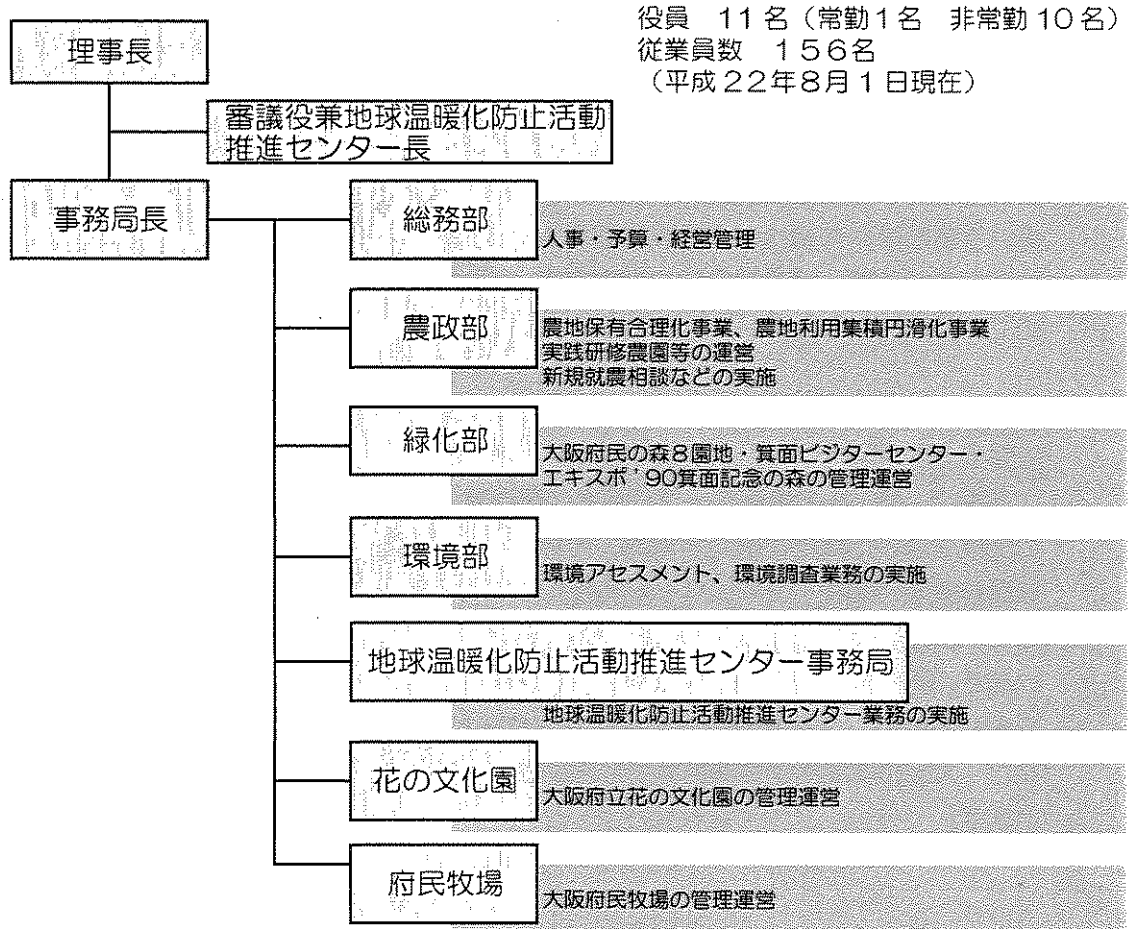 役員 11名（常勤1名 非常勤10名）
従業員数 156名
（平成22年8月1日現在）
理事長
審議役兼地球温暖化防止活動
推進センター長
事務局長
総務部
人事・予算・経営管理
農政部
農地保有合理化事業、農地利用集積円滑化事業
実践研修農園等の運営
新規就農相談などの実施
緑化部
大阪府民の森8園地・箕面ビジターセンター・
エキスポ '90箕面記念の森の管理運営
環境部
環境アセスメント、環境調査業務の実施
地球温暖化防止活動推進センター事務局
地球温暖化防止活動推進センター業務の実施
花の文化園
大阪府立花の文化園の管理運営
府民牧場
大阪府民牧場の管理運営